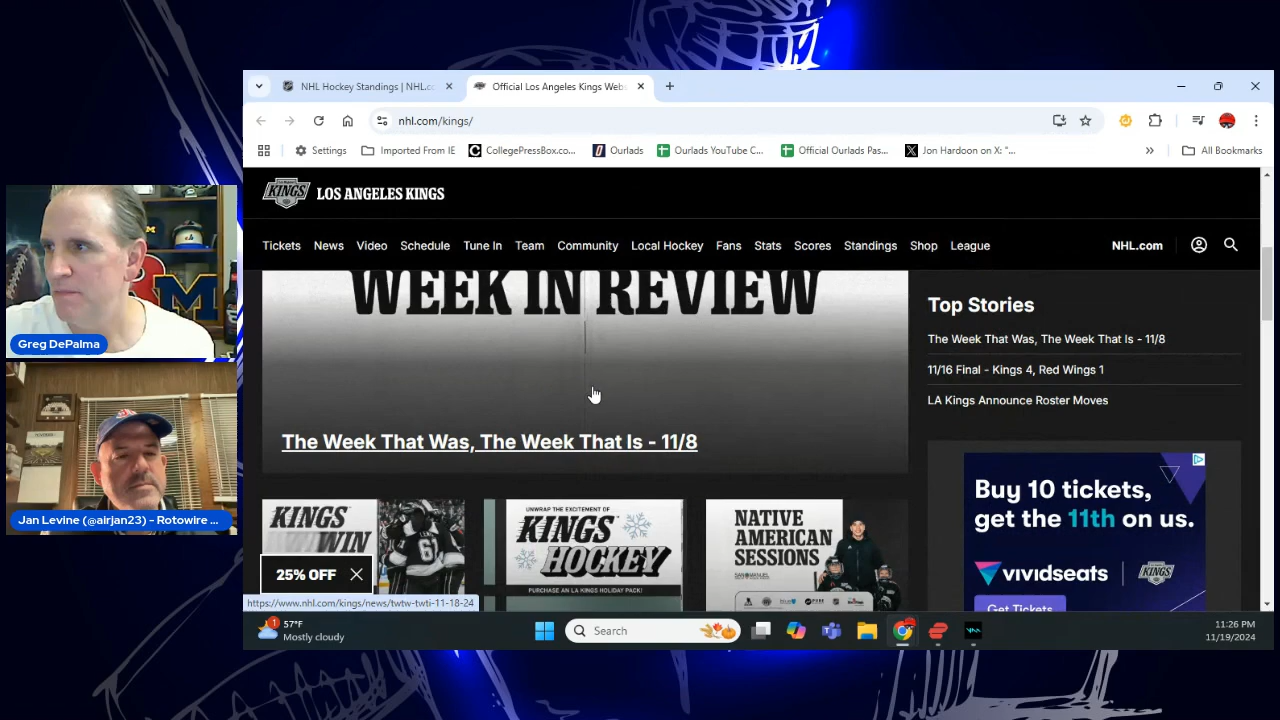 NHL Hockey Standings | NHL.c
Official Los Angeles Kings Webs
nhl.com/kings/
Settings
Imported From IE
CollegePressBox.co...
Ourlads
Ourlads YouTube C...
Official Ourlads Pas...
Jon Hardoon on X: "...
All Bookmarks
KINGS
LOS ANGELES KINGS
Tickets
News
Video
Schedule
Tune In
Team
Community
Local Hockey
Fans
Stats
Scores
Standings
Shop
League
NHL.com
WEEK IN REVIEW
The Week That Was, The Week That Is - 11/8
Top Stories
The Week That Was, The Week That Is - 11/8
11/16 Final - Kings 4, Red Wings 1
LA Kings Announce Roster Moves
Buy 10 tickets,
get the 11th on us.
vividseats
KINGS
Get Tickets
KINGS
WIN
6
UNWRAP THE EXCITEMENT OF
KINGS
HOCKEY
PURCHASE AN LA KINGS HOLIDAY PACK!
NATIVE
AMERICAN
SESSIONS
25% OFF
https://www.nhl.com/kings/news/twtw-twti-11-18-24
Greg DePalma
Jan Levine (@airjan23) - Rotowire ...
1
57°F
Mostly cloudy
Search
11:26 PM
11/19/2024